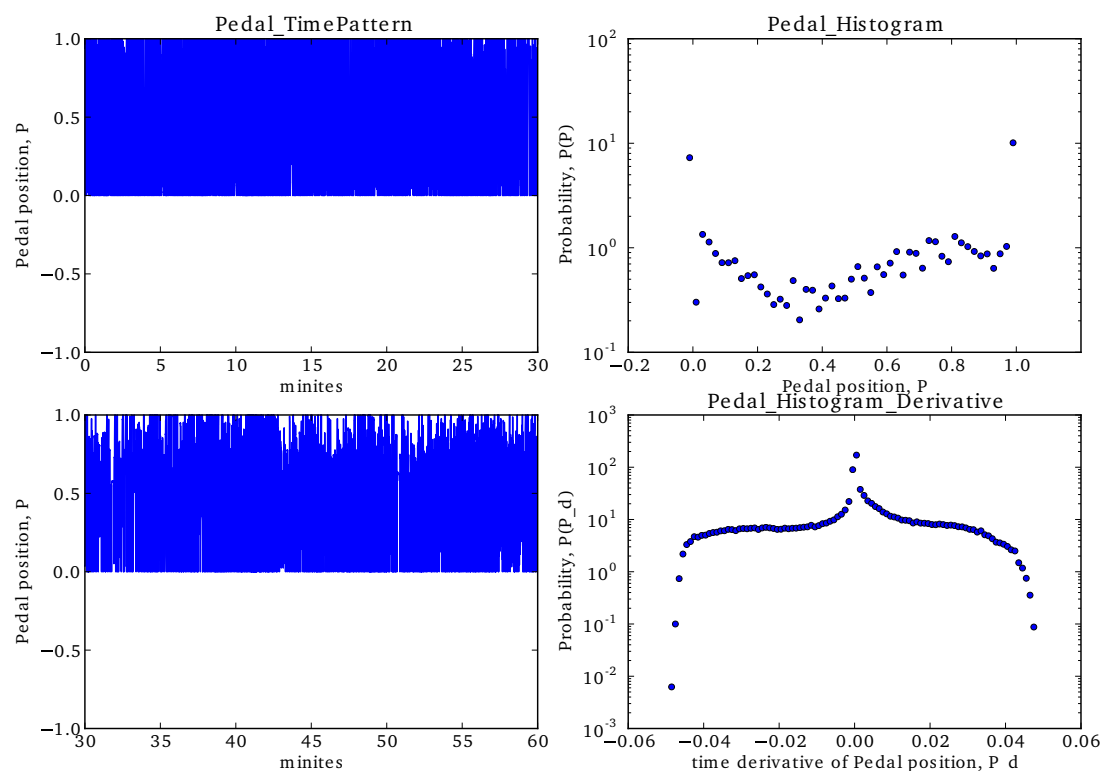 Pedal_TimePattern
1.0
0.5
0.0
−0.5
−1.0
Pedal position, P
0 5 10 15 20 25 30
minites
Pedal_Histogram
10^2
10^1
10^0
10^-1
Probability, P(P)
−0.2 0.0 0.2 0.4 0.6 0.8 1.0
Pedal position, P
1.0
0.5
0.0
−0.5
−1.0
Pedal position, P
30 35 40 45 50 55 60
minites
Pedal_Histogram_Derivative
10^3
10^2
10^1
10^0
10^-1
10^-2
10^-3
Probability, P(P_d)
−0.06 −0.04 −0.02 0.00 0.02 0.04 0.06
time derivative of Pedal position, P_d